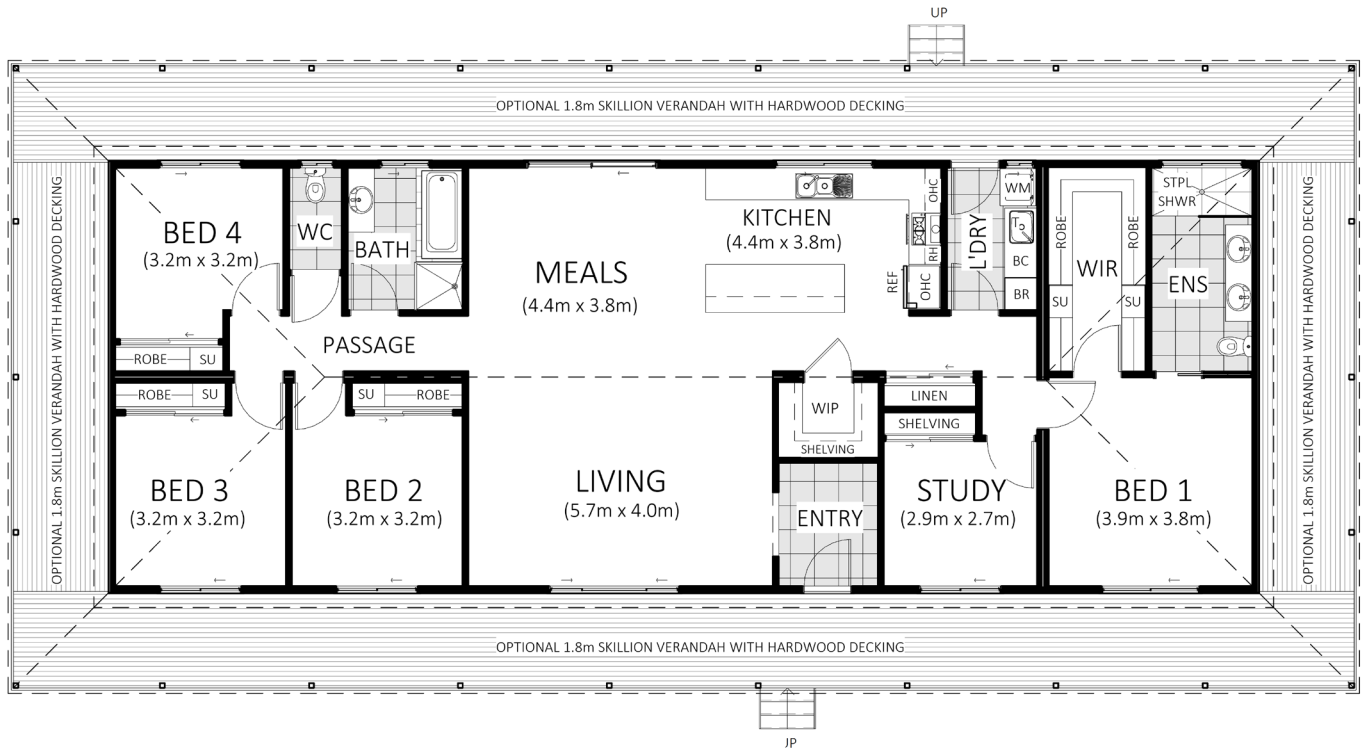 UP
OPTIONAL 1.8m SKILLION VERANDAH WITH HARDWOOD DECKING
OPTIONAL 1.8m SKILLION VERANDAH WITH HARDWOOD DECKING
BED 4
(3.2m x 3.2m)
ROBE
SU
WC
BATH
PASSAGE
MEALS
(4.4m x 3.8m)
KITCHEN
(4.4m x 3.8m)
OHC
RH
REF
OHC
L'DRY
WM
BC
BR
ROBE
ROBE
WIR
SU
SU
STPL
SHWR
ENS
OPTIONAL 1.8m SKILLION VERANDAH WITH HARDWOOD DECKING
ROBE
SU
BED 3
(3.2m x 3.2m)
SU
ROBE
BED 2
(3.2m x 3.2m)
LIVING
(5.7m x 4.0m)
WIP
SHELVING
ENTRY
LINEN
SHELVING
STUDY
(2.9m x 2.7m)
BED 1
(3.9m x 3.8m)
OPTIONAL 1.8m SKILLION VERANDAH WITH HARDWOOD DECKING